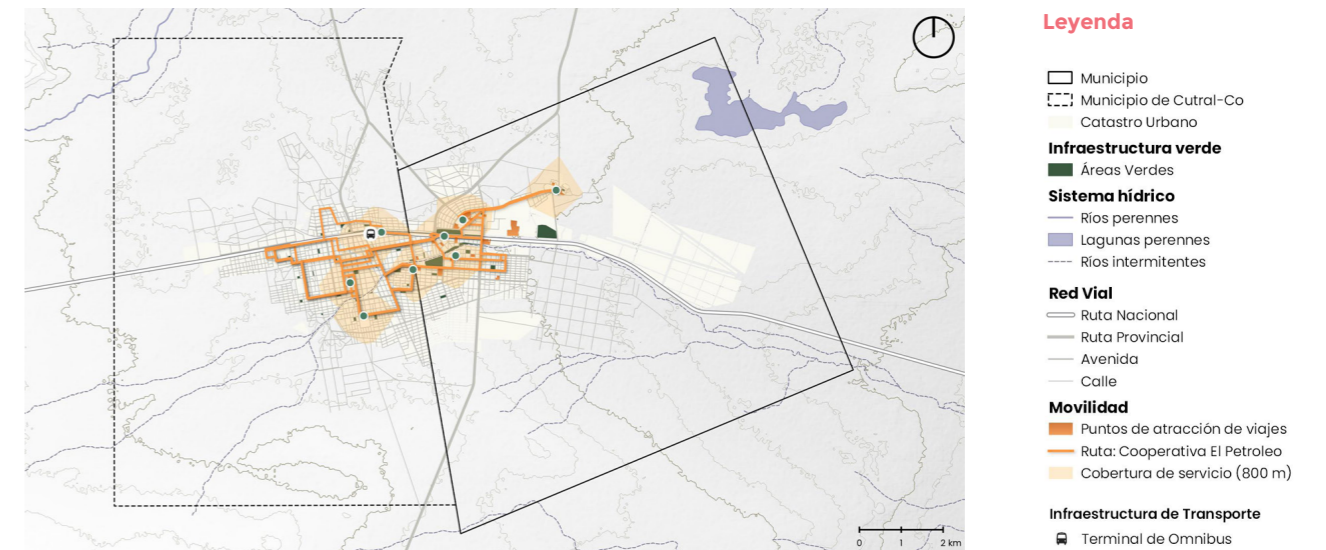 Leyenda
Municipio
Municipio de Cutral-Co
Catastro Urbano
Infraestructura verde
Áreas Verdes
Sistema hídrico
Ríos perennes
Lagunas perennes
Ríos intermitentes
Red Vial
Ruta Nacional
Ruta Provincial
Avenida
Calle
Movilidad
Puntos de atracción de viajes
Ruta: Cooperativa El Petroleo
Cobertura de servicio (800 m)
Infraestructura de Transporte
Terminal de Omnibus
0 1 2 km